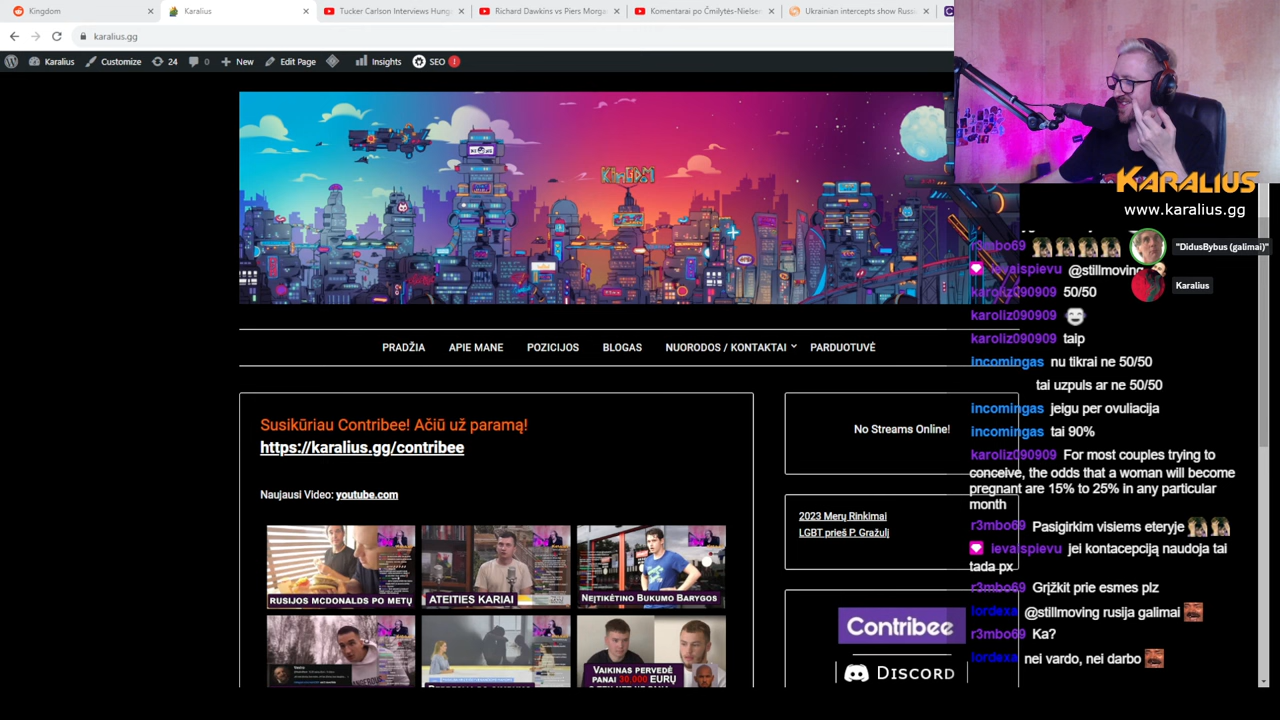 Kingdom
Karalius
Tucker Carlson Interviews Hung
Richard Dawkins vs Piers Morga
Komentarai po Čmilytės-Nielsen
Ukrainian intercepts show Russi
karalius.gg
Karalius
Customize
24
0
New
Edit Page
Insights
SEO
!
KINGDOM
KARALIUS
www.karalius.gg
PRADŽIA
APIE MANE
POZICIJOS
BLOGAS
NUORODOS / KONTAKTAI
PARDUOTUVĖ
Susikūriau Contribee! Ačiū už paramą!
https://karalius.gg/contribee
Naujausi Video: youtube.com
RUSIJOS MCDONALDS PO METŲ
ATEITIES KARIAI
NEĮTIKĖTINO BUKUMO BARYGOS
VAIKINAS PERVEDĖ
PANAI 30.000 EURŲ
No Streams Online!
2023 Merų Rinkimai
LGBT prieš P. Gražulį
Contribee
DISCORD
r3mbo69
"DidusBybus (galimai)"
ievaispievu @stillmoving
Karalius
karoliz090909 50/50
karoliz090909
karoliz090909 taip
incomingas nu tikrai ne 50/50
tai uzpuls ar ne 50/50
incomingas jeigu per ovuliacija
incomingas tai 90%
karoliz090909 For most couples trying to
conceive, the odds that a woman will become
pregnant are 15% to 25% in any particular
month
r3mbo69 Pasigirkim visiems eteryje
ievaispievu jei kontacepciją naudoja tai
tada px
r3mbo69 Grįžkit prie esmes plz
lordexa @stillmoving rusija galimai
r3mbo69 Ka?
lordexa nei vardo, nei darbo